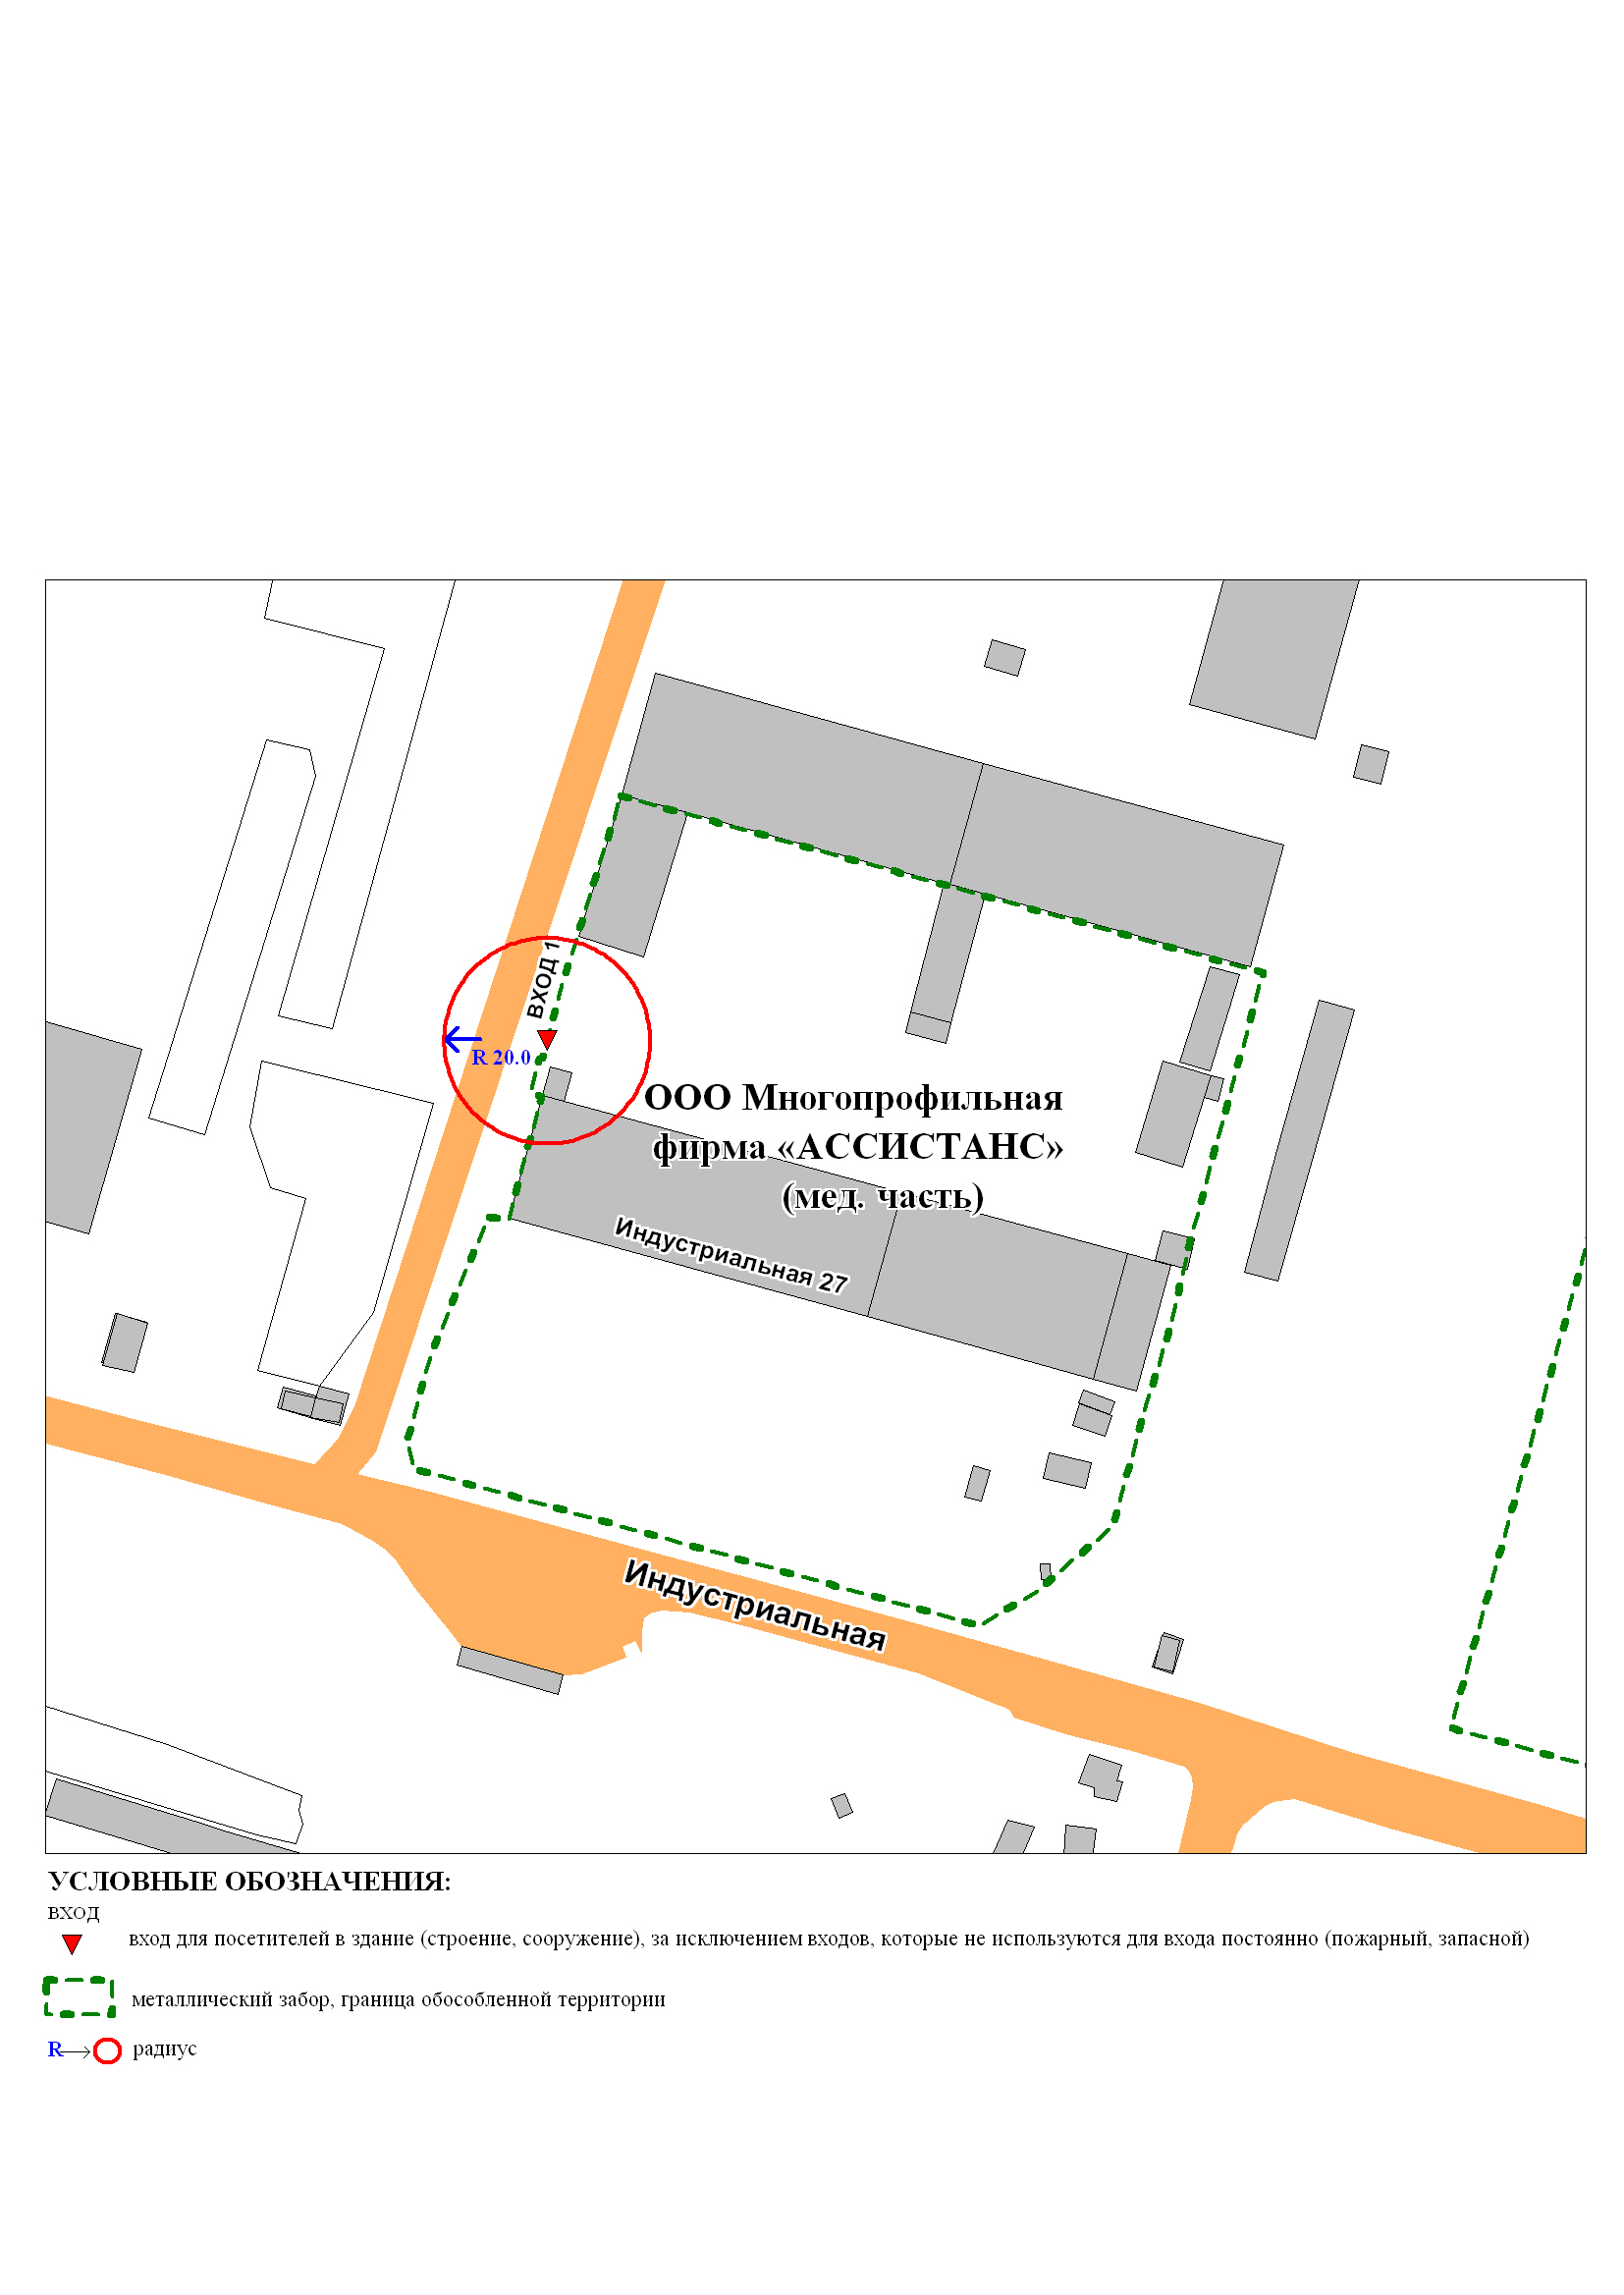 ВХОД 1
R 20.0
ООО Многопрофильная
фирма «АССИСТАНС»
(мед. часть)
Индустриальная 27
Индустриальная
УСЛОВНЫЕ ОБОЗНАЧЕНИЯ:
ВХОД
вход для посетителей в здание (строение, сооружение), за исключением входов, которые не используются для входа постоянно (пожарный, запасной)
металлический забор, граница обособленной территории
R радиус